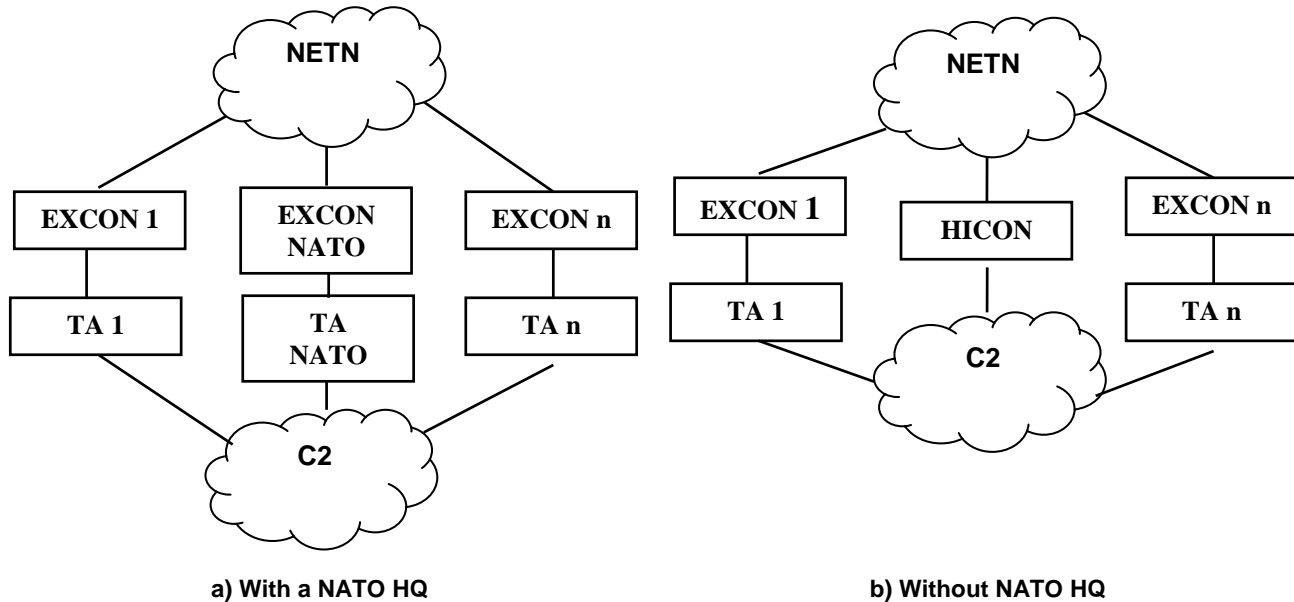 NETN
EXCON 1
EXCON
NATO
EXCON n
TA 1
TA
NATO
TA n
C2
a) With a NATO HQ
NETN
EXCON 1
HICON
EXCON n
TA 1
TA n
C2
b) Without NATO HQ